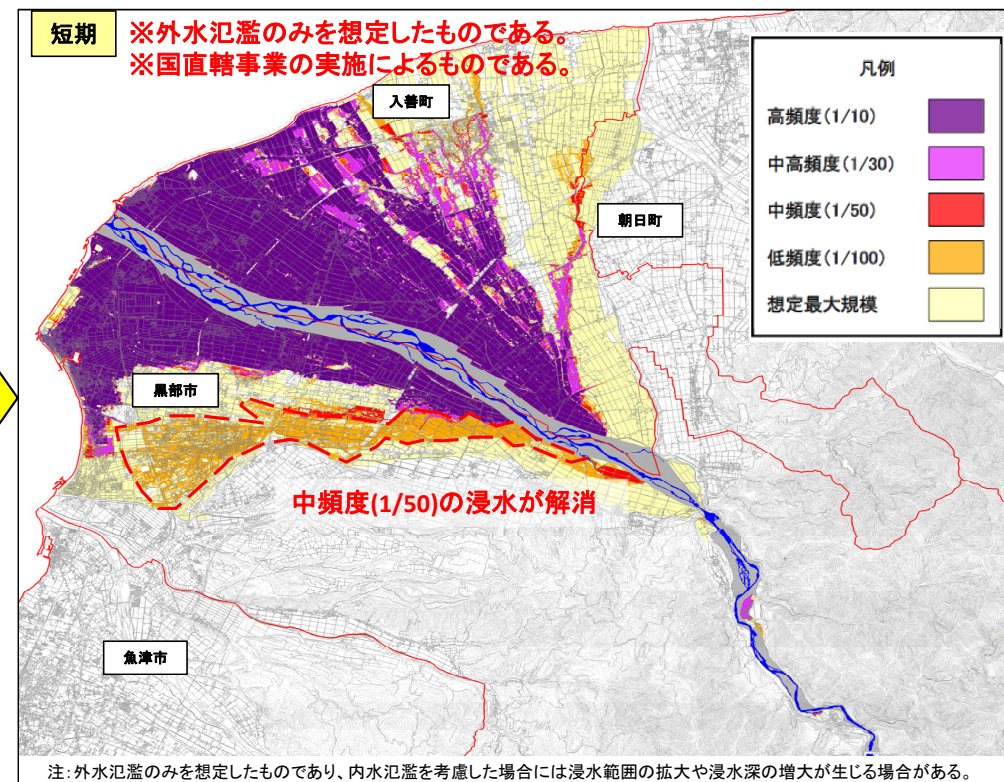 短期
※外水氾濫のみを想定したものである。
※国直轄事業の実施によるものである。
凡例
高頻度(1/10)
中高頻度(1/30)
中頻度(1/50)
低頻度(1/100)
想定最大規模
入善町
朝日町
黒部市
中頻度(1/50)の浸水が解消
魚津市
注:外水氾濫のみを想定したものであり、内水氾濫を考慮した場合には浸水範囲の拡大や浸水深の増大が生じる場合がある。